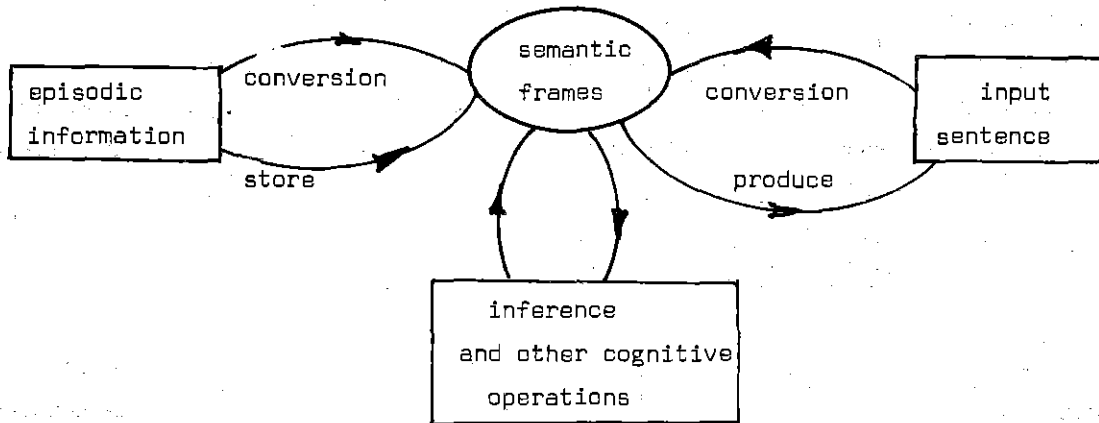 episodic
information
conversion
store
semantic
frames
conversion
produce
input
sentence
inference
and other cognitive
operations